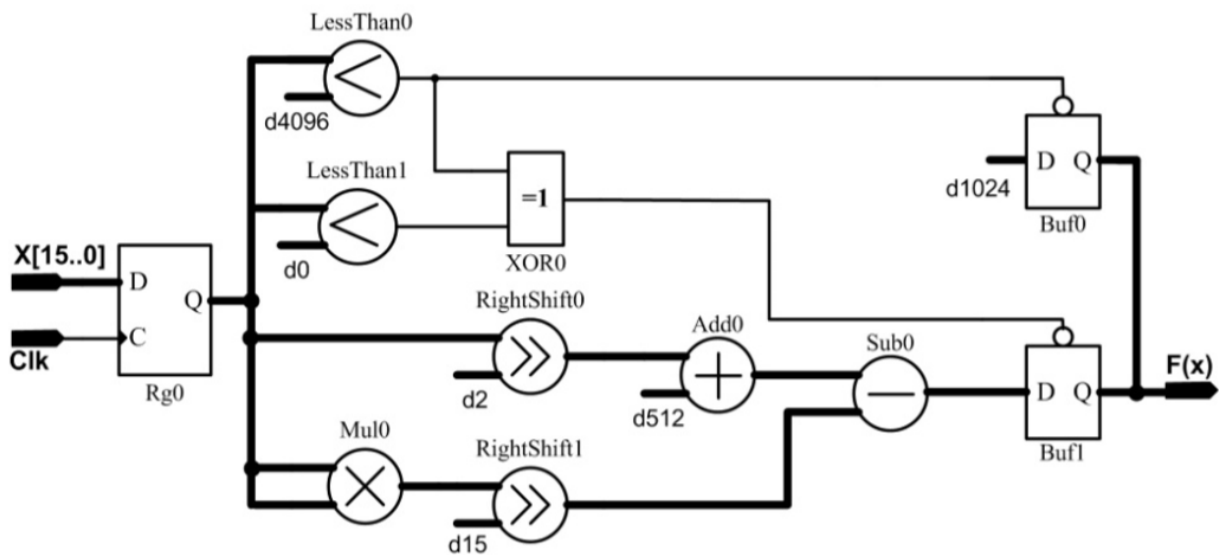 LessThan0
d4096
LessThan1
d0
=1
XOR0
D Q
d1024
Buf0
X[15..0]
D
Q
C
Clk
Rg0
RightShift0
d2
Add0
d512
Sub0
D Q
Buf1
F(x)
Mul0
RightShift1
d15